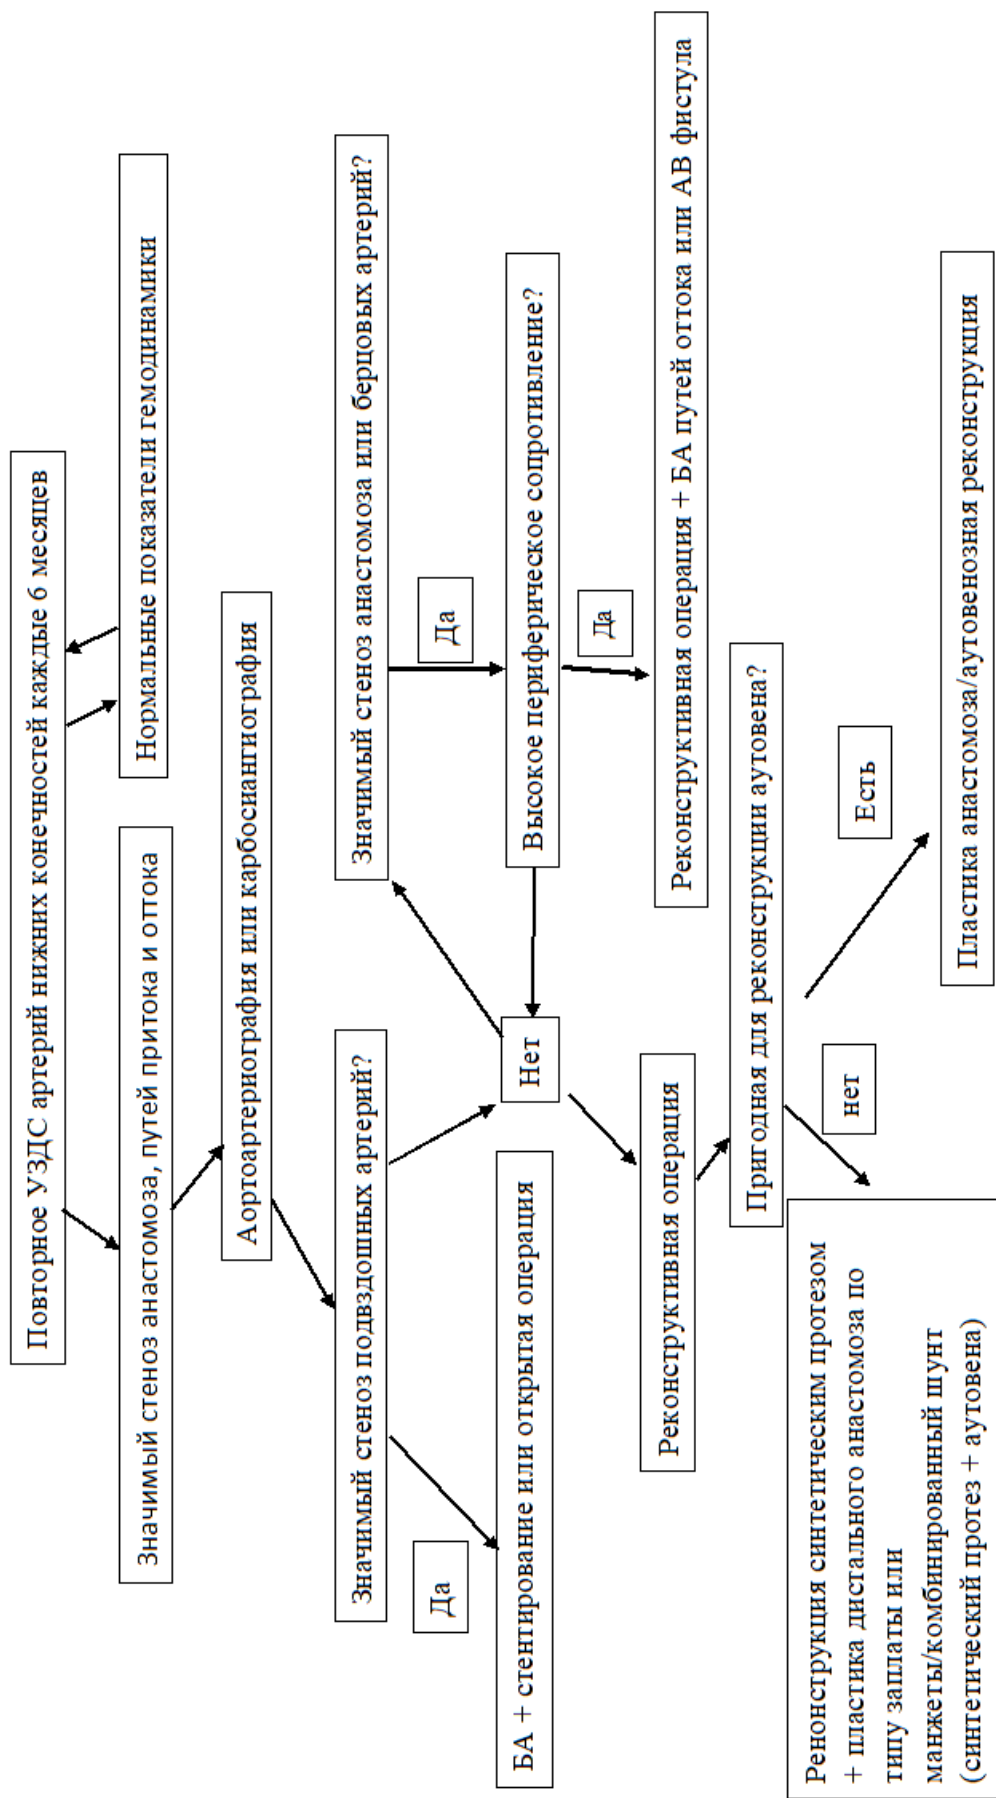 Повторное УЗДС артерий нижних конечностей каждые 6 месяцев
Значимый стеноз анастомоза, путей притока и оттока
Нормальные показатели гемодинамики
Аортоартериография или карбосиангиография
Значимый стеноз подвздошных артерий?
Значимый стеноз анастомоза или берцовых артерий?
Да
Да
БА + стентирование или открытая операция
Нет
Высокое периферическое сопротивление?
Да
Реконструктивная операция
Реконструктивная операция + БА путей оттока или АВ фистула
Пригодная для реконструкции аутовена?
нет
Есть
Ренонструкция синтетическим протезом
+ пластика дистального анастомоза по
типу заплаты или
манжеты/комбинированный шунт
(синтетический протез + аутовена)
Пластика анастомоза/аутовенозная реконструкция